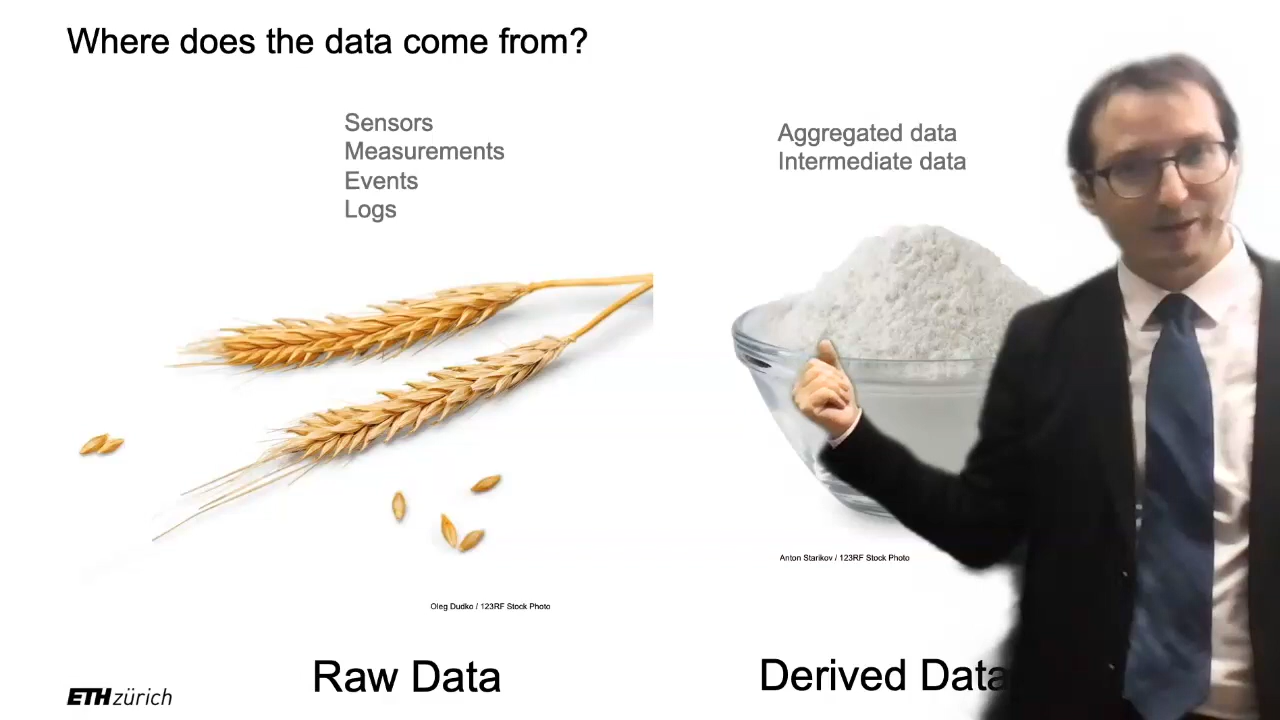 Where does the data come from?
Sensors
Measurements
Events
Logs
Aggregated data
Intermediate data
Anton Starikov / 123RF Stock Photo
Oleg Dudko / 123RF Stock Photo
Raw Data
Derived Data
ETH zürich